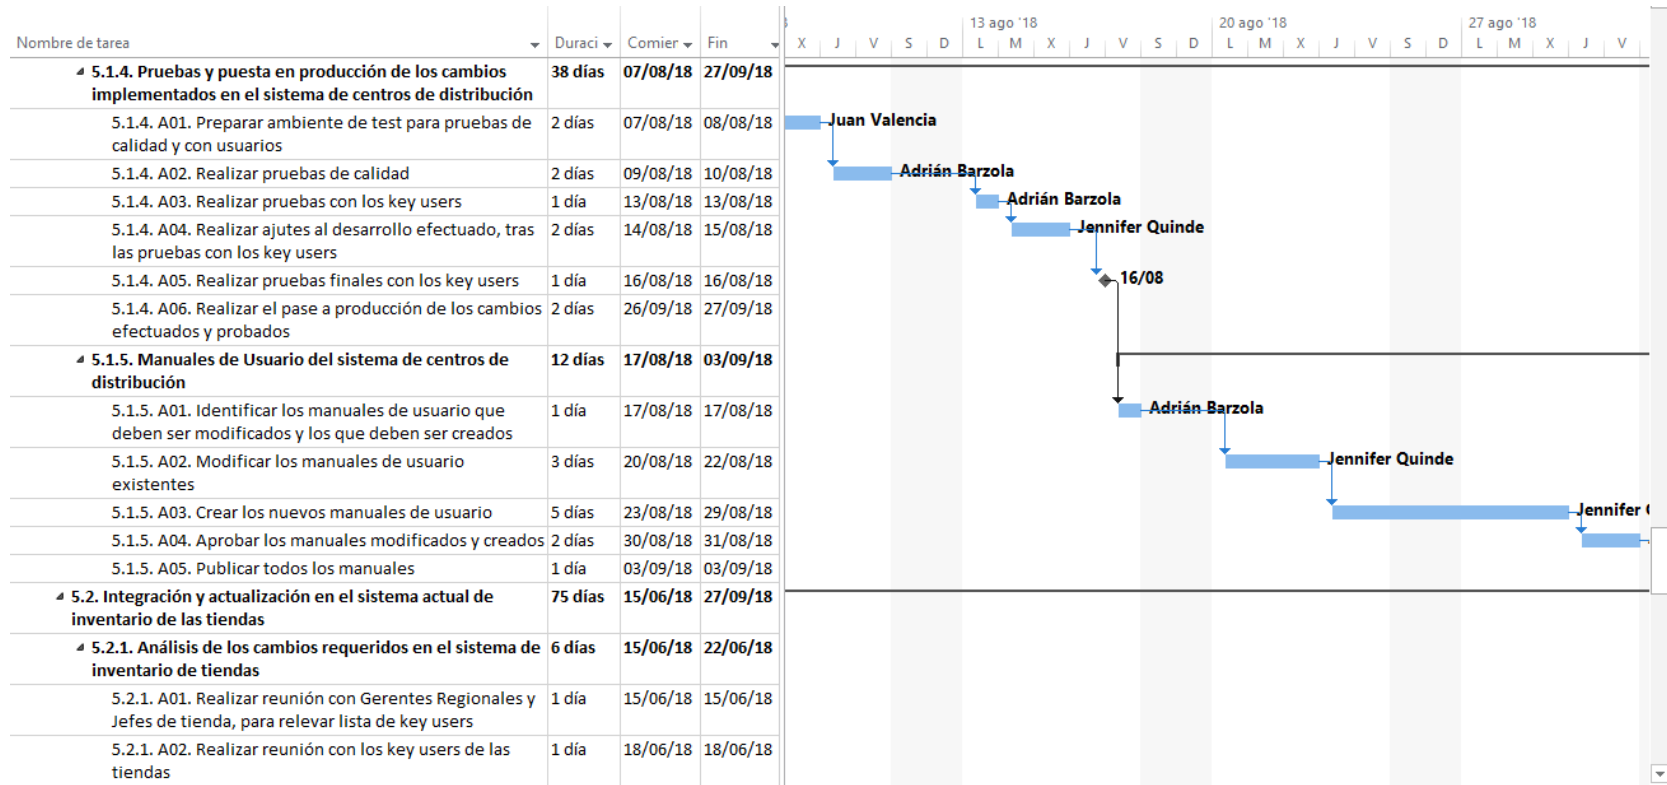 13 ago '18 20 ago '18 27 ago '18
Nombre de tarea Duraci Comier Fin X J V S D L M X J V S D L M X J V S D L M X J V
5.1.4. Pruebas y puesta en producción de los cambios 38 días 07/08/18 27/09/18
implementados en el sistema de centros de distribución
5.1.4. A01. Preparar ambiente de test para pruebas de 2 días 07/08/18 08/08/18 Juan Valencia
calidad y con usuarios
5.1.4. A02. Realizar pruebas de calidad 2 días 09/08/18 10/08/18 Adrián Barzola
5.1.4. A03. Realizar pruebas con los key users 1 día 13/08/18 13/08/18 Adrián Barzola
5.1.4. A04. Realizar ajutes al desarrollo efectuado, tras 2 días 14/08/18 15/08/18 Jennifer Quinde
las pruebas con los key users
5.1.4. A05. Realizar pruebas finales con los key users 1 día 16/08/18 16/08/18 16/08
5.1.4. A06. Realizar el pase a producción de los cambios 2 días 26/09/18 27/09/18
efectuados y probados
5.1.5. Manuales de Usuario del sistema de centros de 12 días 17/08/18 03/09/18
distribución
5.1.5. A01. Identificar los manuales de usuario que 1 día 17/08/18 17/08/18 Adrián Barzola
deben ser modificados y los que deben ser creados
5.1.5. A02. Modificar los manuales de usuario 3 días 20/08/18 22/08/18 Jennifer Quinde
existentes
5.1.5. A03. Crear los nuevos manuales de usuario 5 días 23/08/18 29/08/18 Jennifer
5.1.5. A04. Aprobar los manuales modificados y creados 2 días 30/08/18 31/08/18
5.1.5. A05. Publicar todos los manuales 1 día 03/09/18 03/09/18
5.2. Integración y actualización en el sistema actual de 75 días 15/06/18 27/09/18
inventario de las tiendas
5.2.1. Análisis de los cambios requeridos en el sistema de 6 días 15/06/18 22/06/18
inventario de tiendas
5.2.1. A01. Realizar reunión con Gerentes Regionales y 1 día 15/06/18 15/06/18
Jefes de tienda, para relevar lista de key users
5.2.1. A02. Realizar reunión con los key users de las 1 día 18/06/18 18/06/18
tiendas